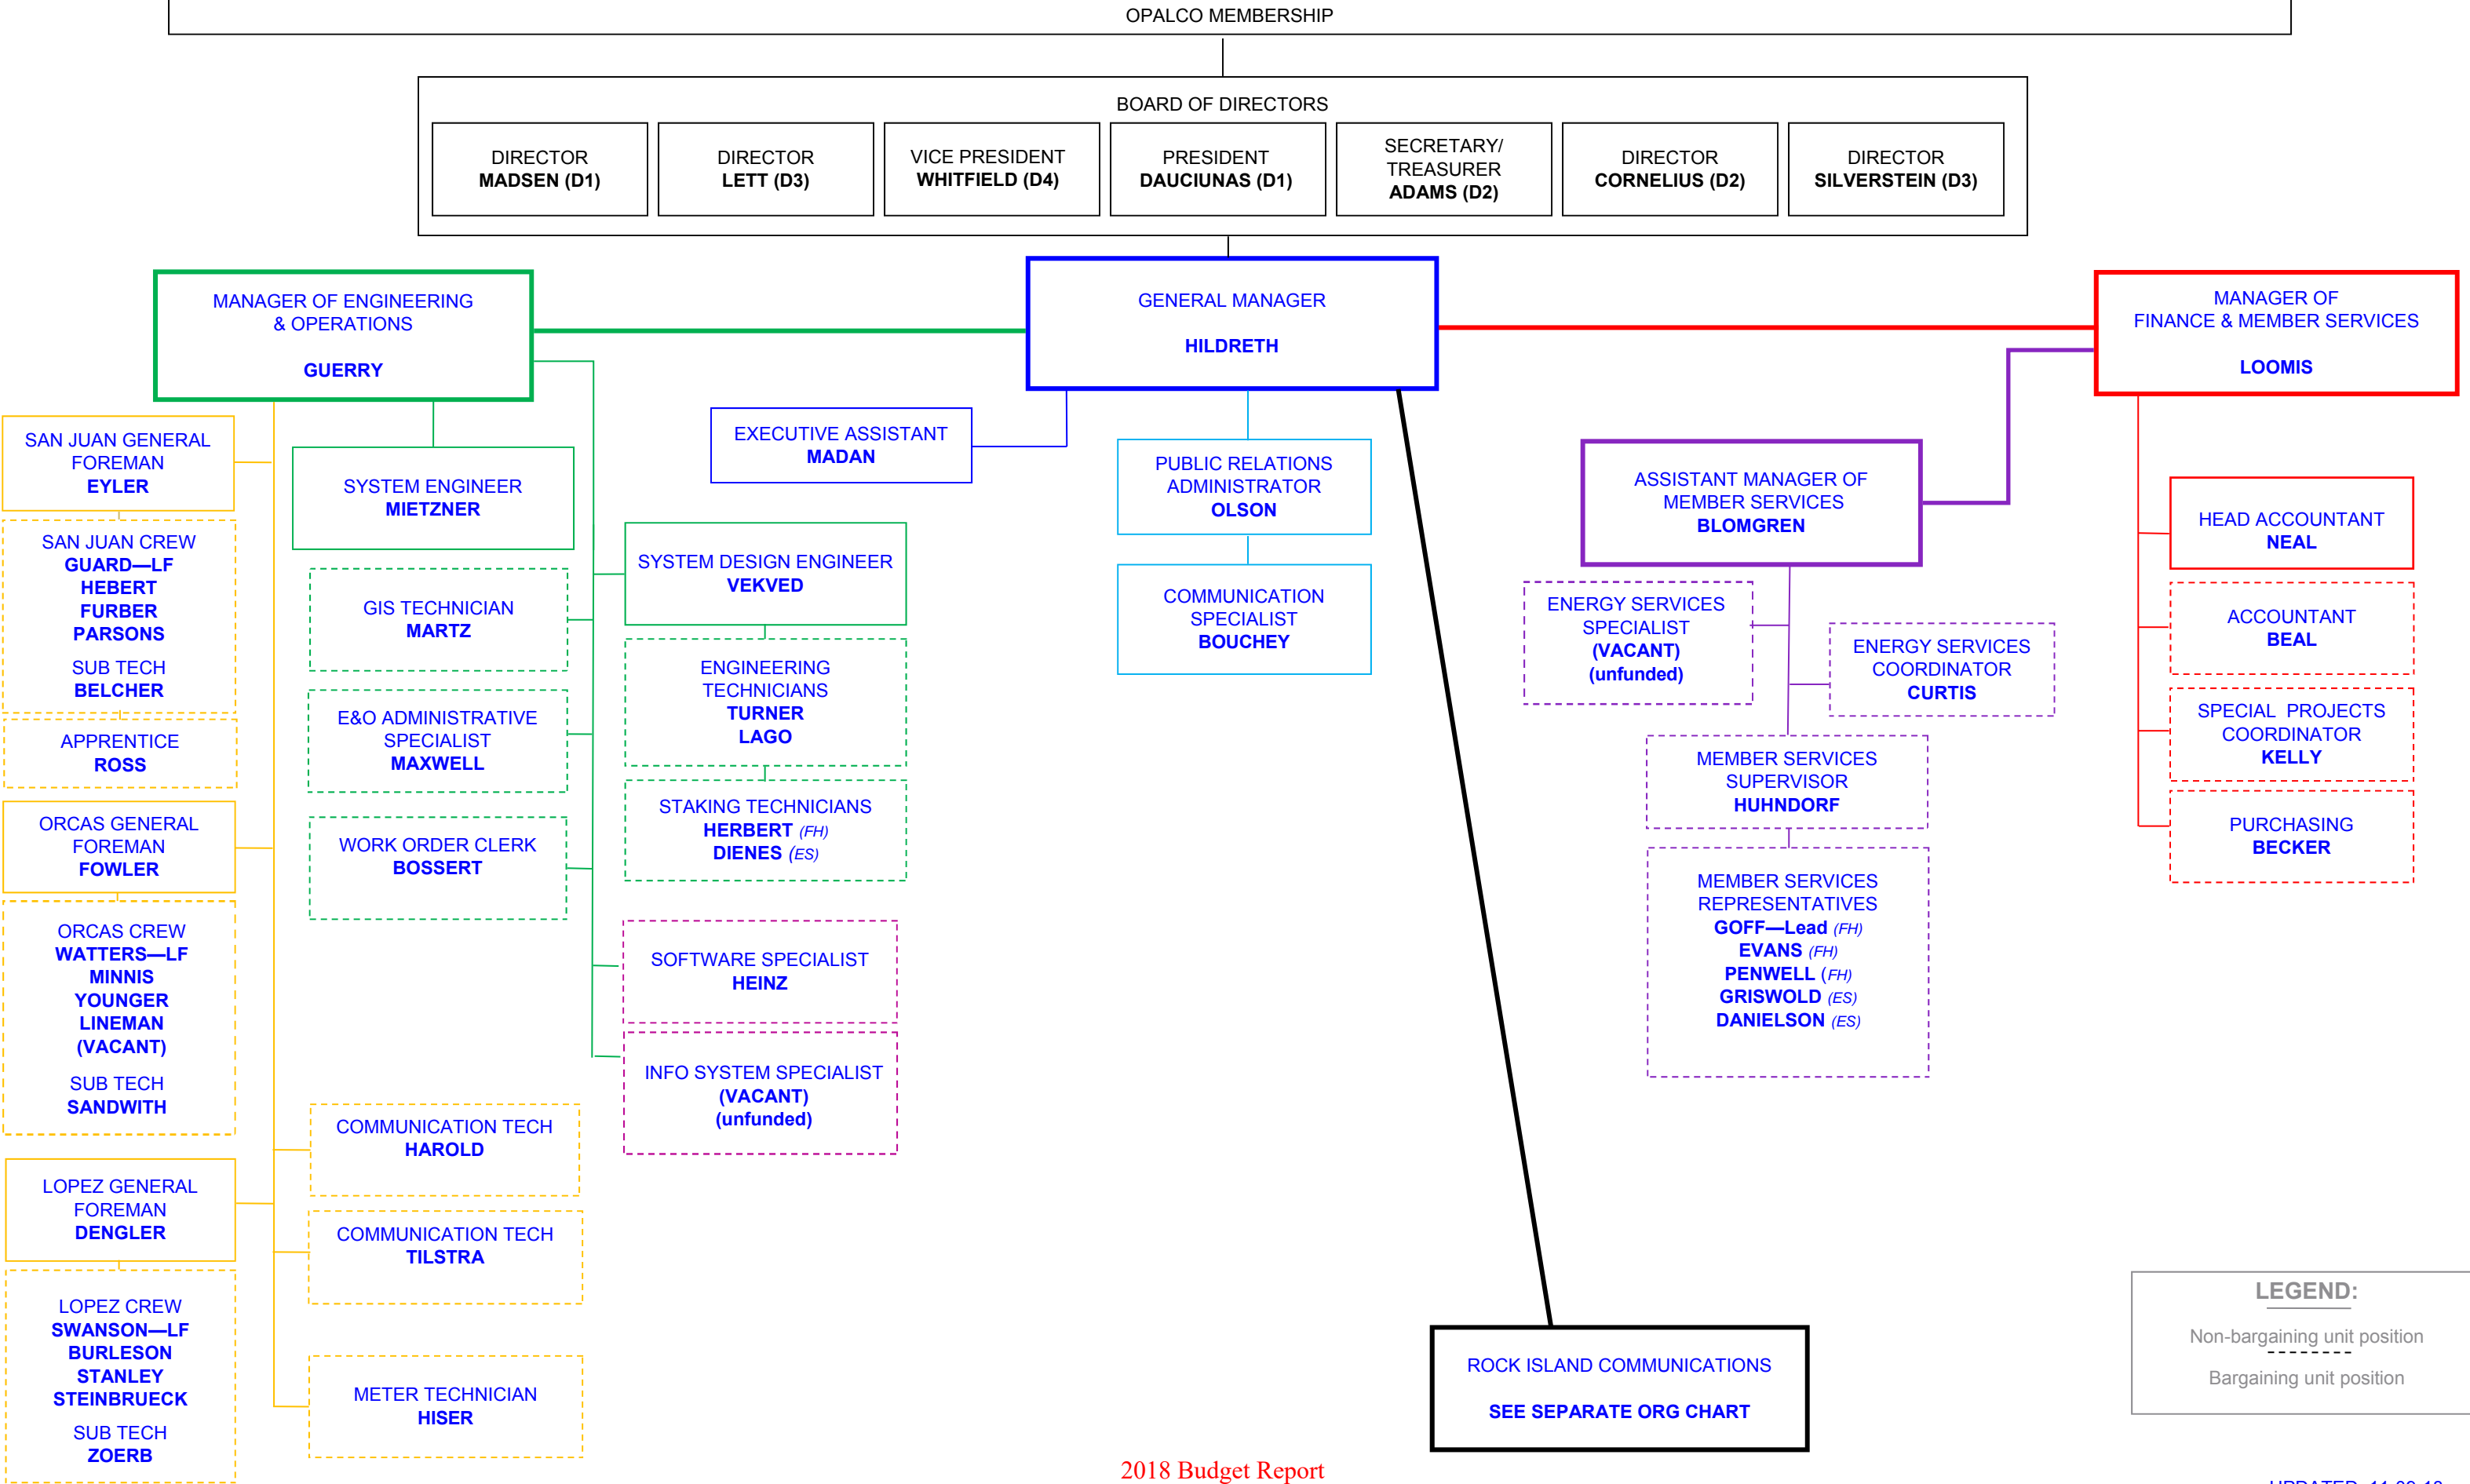 OPALCO MEMBERSHIP
BOARD OF DIRECTORS
DIRECTOR
MADSEN (D1)
DIRECTOR
LETT (D3)
VICE PRESIDENT
WHITFIELD (D4)
PRESIDENT
DAUCIUNAS (D1)
SECRETARY/
TREASURER
ADAMS (D2)
DIRECTOR
CORNELIUS (D2)
DIRECTOR
SILVERSTEIN (D3)
MANAGER OF ENGINEERING
& OPERATIONS
GUERRY
GENERAL MANAGER
HILDRETH
MANAGER OF
FINANCE & MEMBER SERVICES
LOOMIS
SAN JUAN GENERAL
FOREMAN
EYLER
SAN JUAN CREW
GUARD—LF
HEBERT
FURBER
PARSONS
SUB TECH
BELCHER
APPRENTICE
ROSS
ORCAS GENERAL
FOREMAN
FOWLER
ORCAS CREW
WATTERS—LF
MINNIS
YOUNGER
LINEMAN
(VACANT)
SUB TECH
SANDWITH
LOPEZ GENERAL
FOREMAN
DENGLER
LOPEZ CREW
SWANSON—LF
BURLESON
STANLEY
STEINBRUECK
SUB TECH
ZOERB
SYSTEM ENGINEER
MIETZNER
GIS TECHNICIAN
MARTZ
E&O ADMINISTRATIVE
SPECIALIST
MAXWELL
WORK ORDER CLERK
BOSSERT
COMMUNICATION TECH
HAROLD
COMMUNICATION TECH
TILSTRA
METER TECHNICIAN
HISER
SYSTEM DESIGN ENGINEER
VEKVED
ENGINEERING
TECHNICIANS
TURNER
LAGO
STAKING TECHNICIANS
HERBERT (FH)
DIENES (ES)
SOFTWARE SPECIALIST
HEINZ
INFO SYSTEM SPECIALIST
(VACANT)
(unfunded)
EXECUTIVE ASSISTANT
MADAN
PUBLIC RELATIONS
ADMINISTRATOR
OLSON
COMMUNICATION
SPECIALIST
BOUCHEY
ROCK ISLAND COMMUNICATIONS
SEE SEPARATE ORG CHART
ASSISTANT MANAGER OF
MEMBER SERVICES
BLOMGREN
ENERGY SERVICES
SPECIALIST
(VACANT)
(unfunded)
ENERGY SERVICES
COORDINATOR
CURTIS
MEMBER SERVICES
SUPERVISOR
HUHNDORF
MEMBER SERVICES
REPRESENTATIVES
GOFF—Lead (FH)
EVANS (FH)
PENWELL (FH)
GRISWOLD (ES)
DANIELSON (ES)
HEAD ACCOUNTANT
NEAL
ACCOUNTANT
BEAL
SPECIAL PROJECTS
COORDINATOR
KELLY
PURCHASING
BECKER
LEGEND:
Non-bargaining unit position
Bargaining unit position
2018 Budget Report